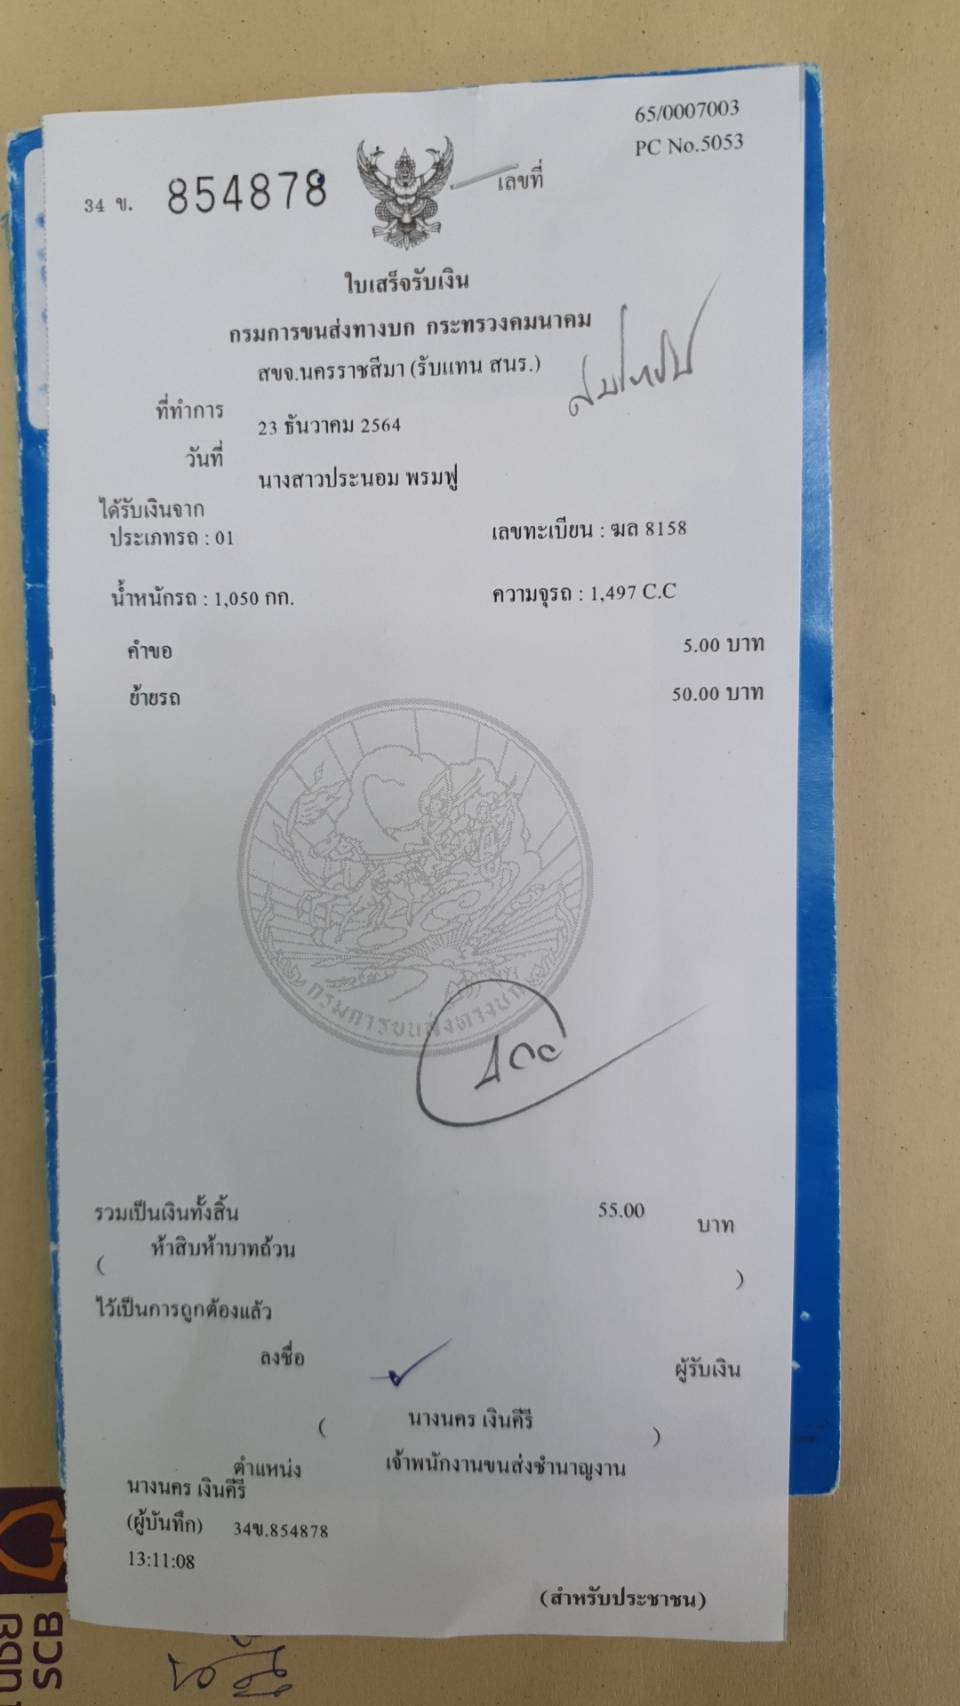 65/0007003
PC No.5053
34 ข. 854878
เลขที่
ใบเสร็จรับเงิน
กรมการขนส่งทางบก กระทรวงคมนาคม
สขจ.นครราชสีมา (รับแทน สนร.)
ที่ทำการ
23 ธันวาคม 2564
วันที่
นางสาวประนอม พรมฟู
ได้รับเงินจาก
ประเภทรถ : 01 เลขทะเบียน : ฆล 8158
น้ำหนักรถ : 1,050 กก. ความจุรถ : 1,497 C.C
คำขอ 5.00 บาท
ย้ายรถ 50.00 บาท
กรมการขนส่งทางบก
รวมเป็นเงินทั้งสิ้น 55.00 บาท
( ห้าสิบห้าบาทถ้วน )
ไว้เป็นการถูกต้องแล้ว
ลงชื่อ ผู้รับเงิน
( นางนคร เงินคีรี )
ตำแหน่ง เจ้าพนักงานขนส่งชำนาญงาน
นางนคร เงินคีรี
(ผู้บันทึก) 34ข.854878
13:11:08
(สำหรับประชาชน)
SCB